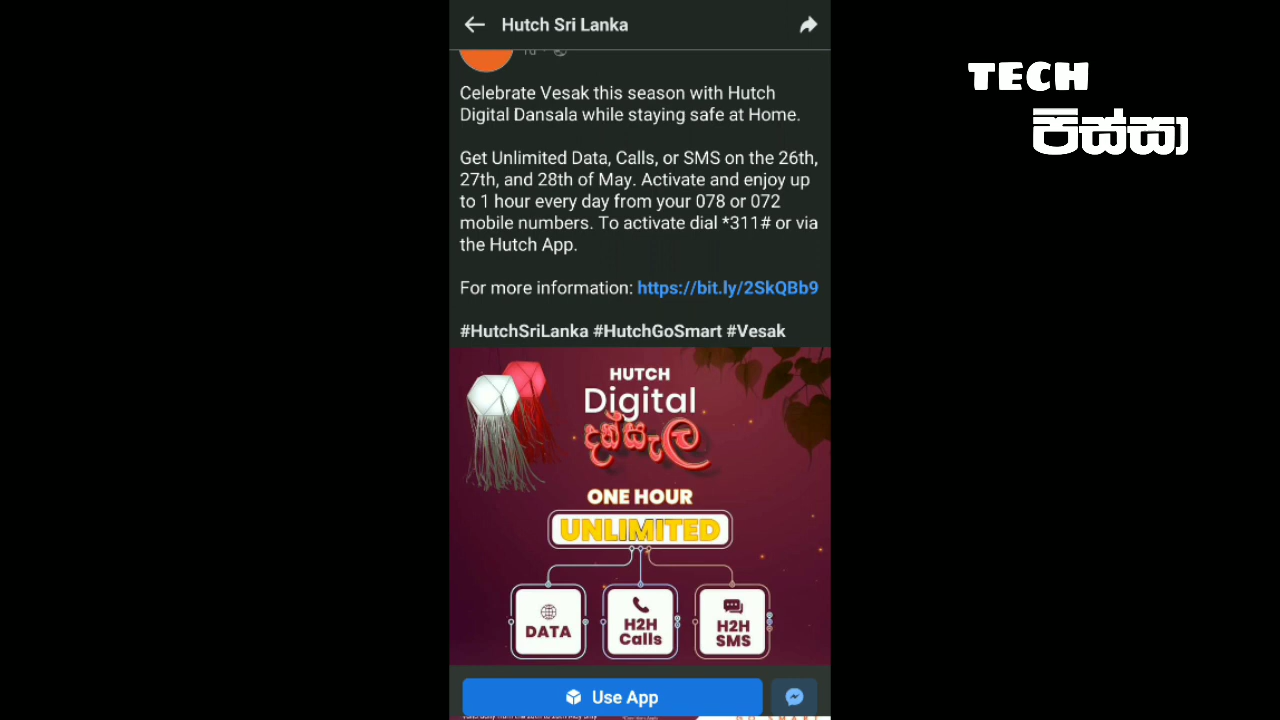 Hutch Sri Lanka
TECH
පිස්සා
Celebrate Vesak this season with Hutch
Digital Dansala while staying safe at Home.
Get Unlimited Data, Calls, or SMS on the 26th,
27th, and 28th of May. Activate and enjoy up
to 1 hour every day from your 078 or 072
mobile numbers. To activate dial *311# or via
the Hutch App.
For more information: https://bit.ly/2SkQBb9
#HutchSriLanka #HutchGoSmart #Vesak
HUTCH
Digital
දන්සැල
ONE HOUR
UNLIMITED
DATA
H2H
Calls
H2H
SMS
Use App